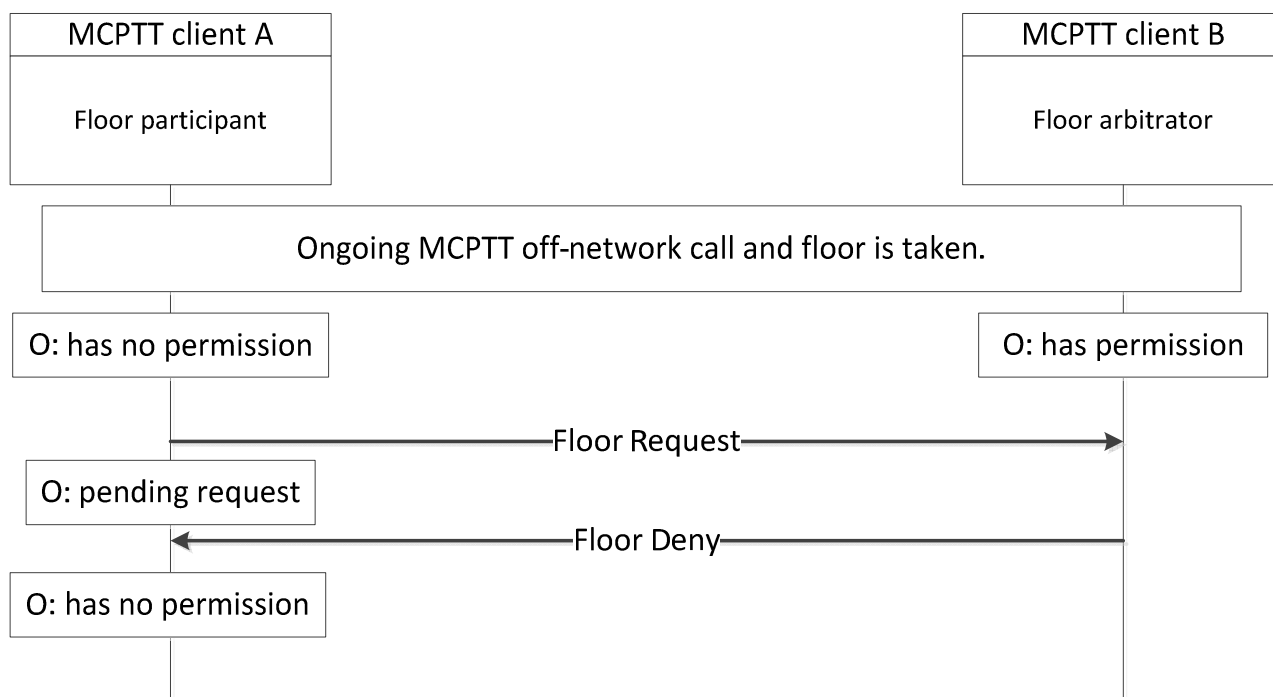 MCPTT client A
MCPTT client B
Floor participant
Floor arbitrator
Ongoing MCPTT off-network call and floor is taken.
O: has no permission
O: has permission
Floor Request
O: pending request
Floor Deny
O: has no permission